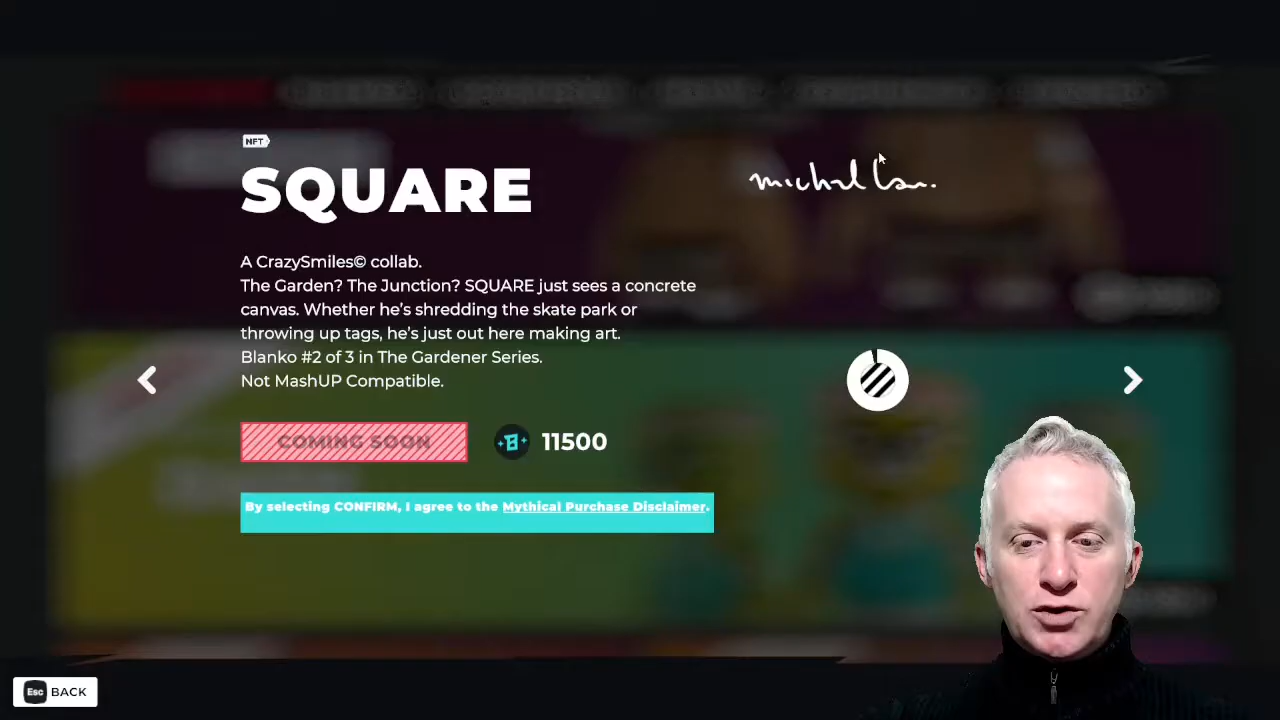 NFT
SQUARE
A CrazySmiles© collab.
The Garden? The Junction? SQUARE just sees a concrete
canvas. Whether he's shredding the skate park or
throwing up tags, he's just out here making art.
Blanko #2 of 3 in The Gardener Series.
Not MashUP Compatible.
COMING SOON
11500
By selecting CONFIRM, I agree to the Mythical Purchase Disclaimer.
Esc BACK